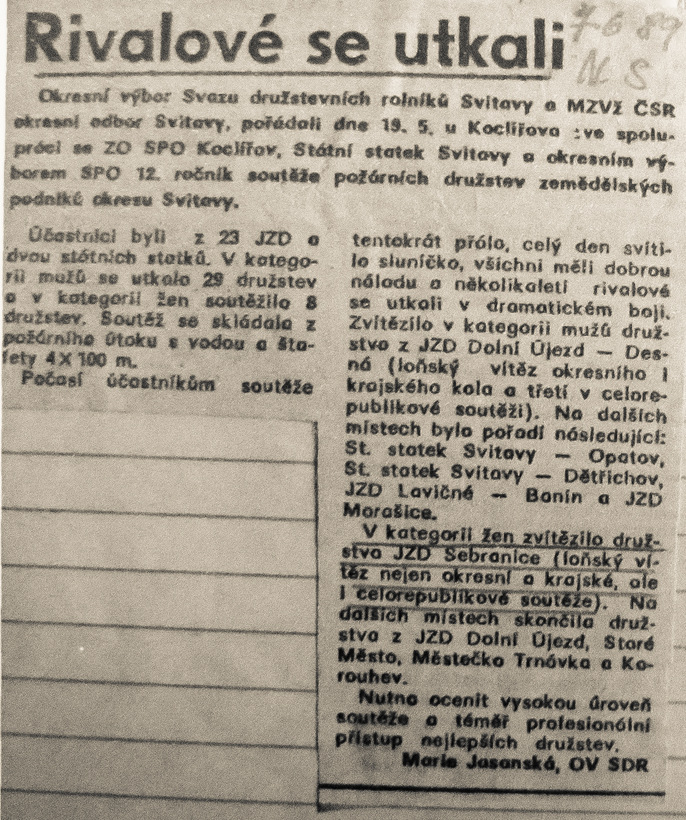 Rivalové se utkali
7 6 89
N S
Okresní výbor Svazu družstevních rolníků Svitavy a MZVž ČSR
okresní odbor Svitavy, pořádali dne 19. 5. u Koclířova :ve spolu-
práci se ZO SPO Koclířov, Státní statek Svitavy a okresním vý-
borem SPO 12. ročník soutěže požárních družstev zemědělských
podniků okresu Svitavy.
Účastníci byli z 23 JZD a
dvou státních statků. V katego-
rii mužů se utkalo 29 družstev
a v kategorii žen soutěžilo 8
družstev. Soutěž se skládala z
požárního útoku s vodou a šta-
fety 4X100 m.
Počasí účastníkům soutěže
tentokrát přálo, celý den svíti-
lo sluníčko, všichni měli dobrou
náladu a několikaletí rivalové
se utkali v dramatickém boji.
Zvítězilo v kategorii mužů druž-
stvo z JZD Dolní Újezd — Des-
ná (loňský vítěz okresního i
krajského kola a třetí v celore-
publikové soutěži). Na dalších
místech bylo pořadí následující:
St. statek Svitavy — Opatov,
St. statek Svitavy — Dětřichov,
JZD Lavičné — Banín a JZD
Morašice.
V kategorii žen zvítězilo druž-
stvo JZD Sebranice (loňský ví-
těz nejen okresní a krajské, ale
i celorepublikové soutěže). Na
dalších místech skončila druž-
stva z JZD Dolní Újezd, Staré
Město, Městečko Trnávka a Ko-
rouhev.
Nutno ocenit vysokou úroveň
soutěže a téměř profesionální
přístup nejlepších družstev.
Marie Jasanská, OV SDR